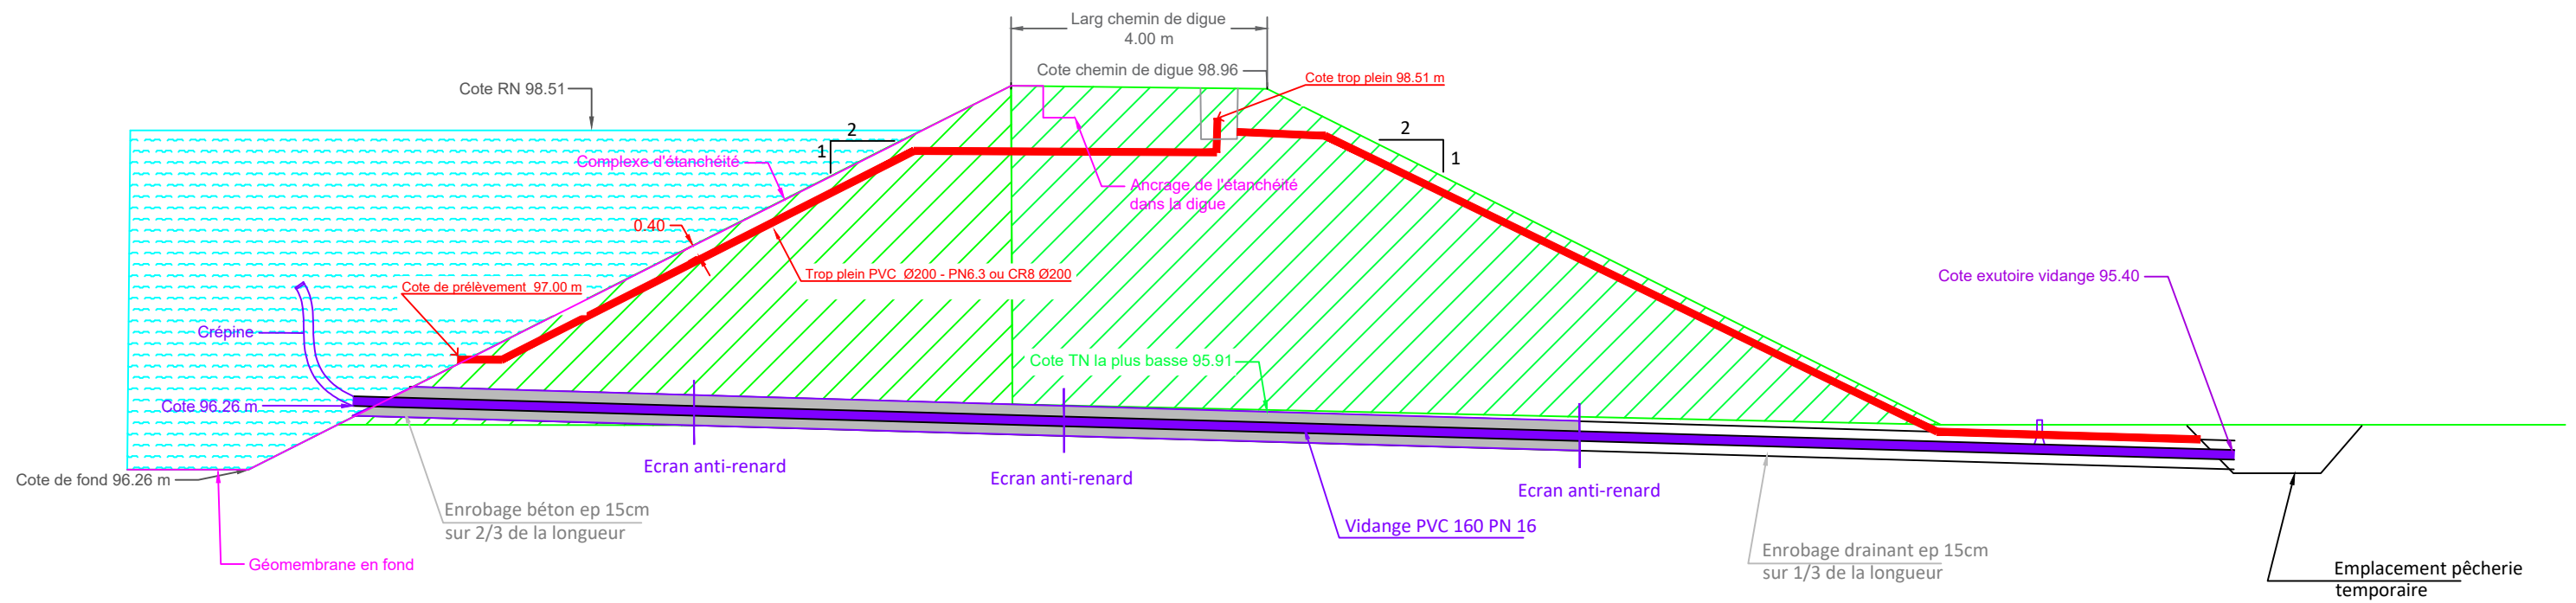 Larg chemin de digue
4.00 m
Cote chemin de digue 98.96
Cote trop plein 98.51 m
Cote RN 98.51
2
1
2
1
Complexe d'étanchéité
Ancrage de l'étanchéité
dans la digue
0.40
Trop plein PVC Ø200 - PN6.3 ou CR8 Ø200
Cote de prélèvement 97.00 m
Cote exutoire vidange 95.40
Crépine
Cote TN la plus basse 95.91
Cote 96.26 m
Ecran anti-renard
Ecran anti-renard
Ecran anti-renard
Cote de fond 96.26 m
Enrobage béton ep 15cm
sur 2/3 de la longueur
Vidange PVC 160 PN 16
Enrobage drainant ep 15cm
sur 1/3 de la longueur
Géomembrane en fond
Emplacement pêcherie
temporaire